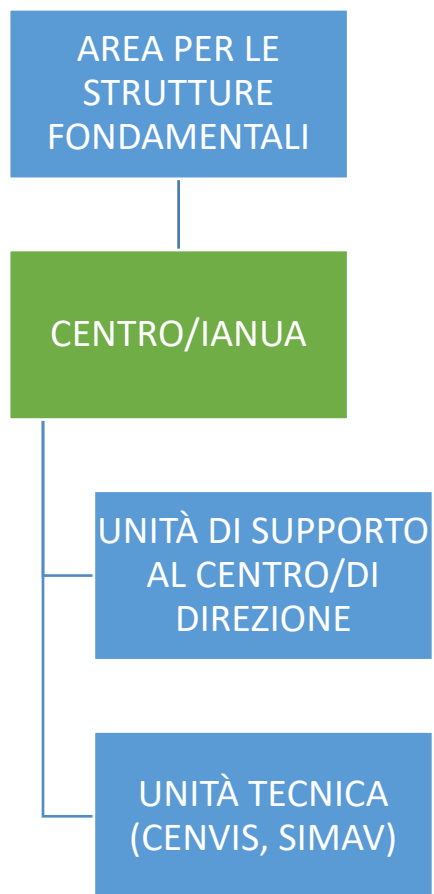 AREA PER LE
STRUTTURE
FONDAMENTALI
CENTRO/IANUA
UNITÀ DI SUPPORTO
AL CENTRO/DI
DIREZIONE
UNITÀ TECNICA
(CENVIS, SIMAV)